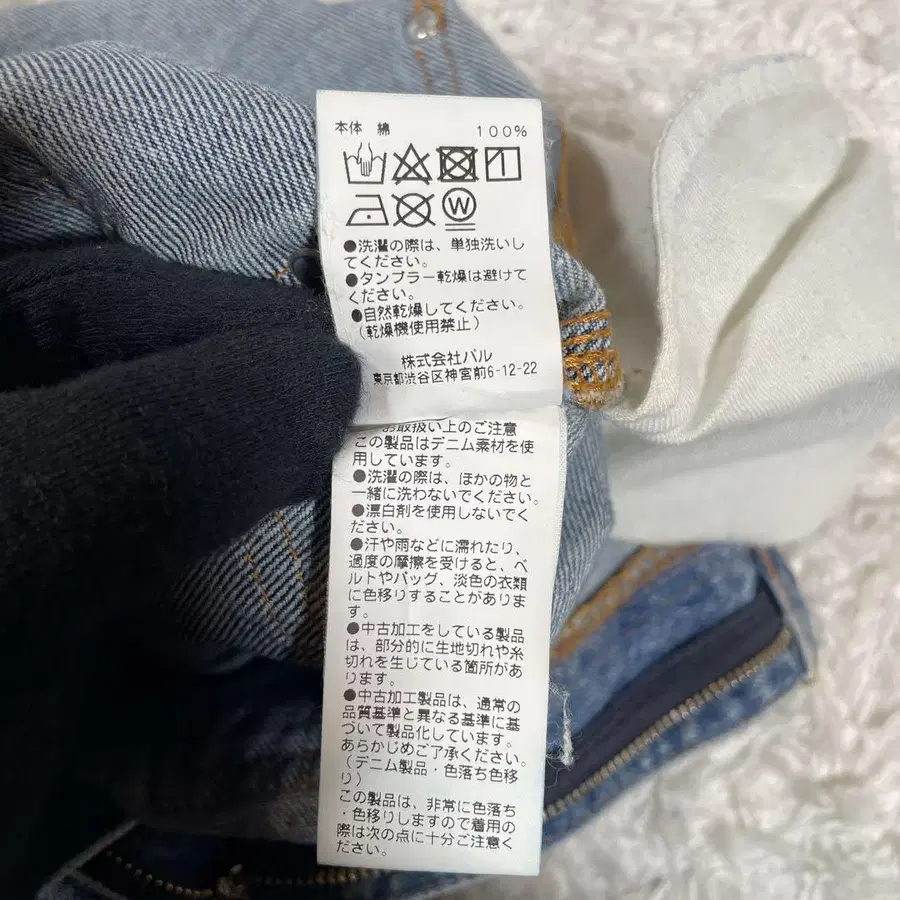 本体 綿 100%
W
●洗濯の際は、単独洗いし
てください。
●タンブラー乾燥は避けて
ください。
●自然乾燥してください。
(乾燥機使用禁止)
株式会社パル
東京都渋谷区神宮前6-12-22
お取扱い上のご注意
この製品はデニム素材を使
用しています。
●洗濯の際は、ほかの物と
一緒に洗わないでください。
●漂白剤を使用しないでく
ださい。
●汗や雨などに濡れたり、
過度の摩擦を受けると、ベ
ルトやバッグ、淡色の衣類
に色移りすることがありま
す。
●中古加工をしている製品
は、部分的に生地切れや糸
切れを生じている箇所があ
ります。
●中古加工製品は、通常の
品質基準と異なる基準に基
づいて製品化しています。
あらかじめご了承ください。
(デニム製品・色落ち色移
り)
この製品は、非常に色落ち
・色移りしますので着用の
際は次の点に十分ご注意く
ださい。